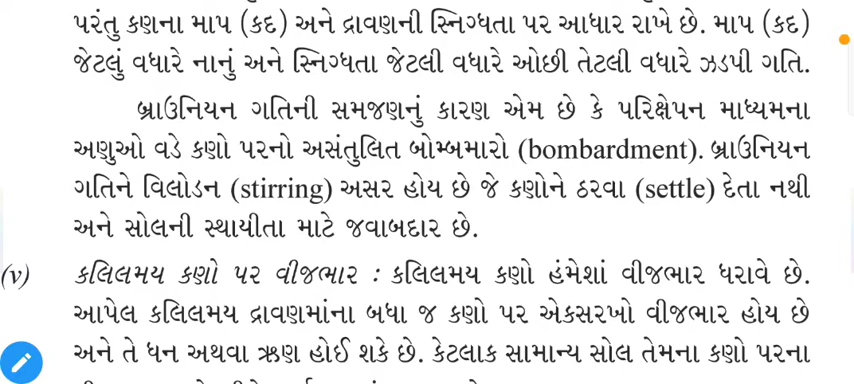 પરંતુ કણના માપ (કદ) અને દ્રાવણની સ્નિગ્ધતા પર આધાર રાખે છે. માપ (કદ)
જેટલું વધારે નાનું અને સ્નિગ્ધતા જેટલી વધારે ઓછી તેટલી વધારે ઝડપી ગતિ.
બ્રાઉનિયન ગતિની સમજણનું કારણ એમ છે કે પરિક્ષેપન માધ્યમના
અણુઓ વડે કણો પરનો અસંતુલિત બોમ્બમારો (bombardment). બ્રાઉનિયન
ગતિને વિલોડન (stirring) અસર હોય છે જે કણોને ઠરવા (settle) દેતા નથી
અને સોલની સ્થાયીતા માટે જવાબદાર છે.
(v) કલિલમય કણો પર વીજભાર : કલિલમય કણો હંમેશાં વીજભાર ધરાવે છે.
આપેલ કલિલમય દ્રાવણમાંના બધા જ કણો પર એકસરખો વીજભાર હોય છે
અને તે ધન અથવા ઋણ હોઈ શકે છે. કેટલાક સામાન્ય સોલ તેમના કણો પરના